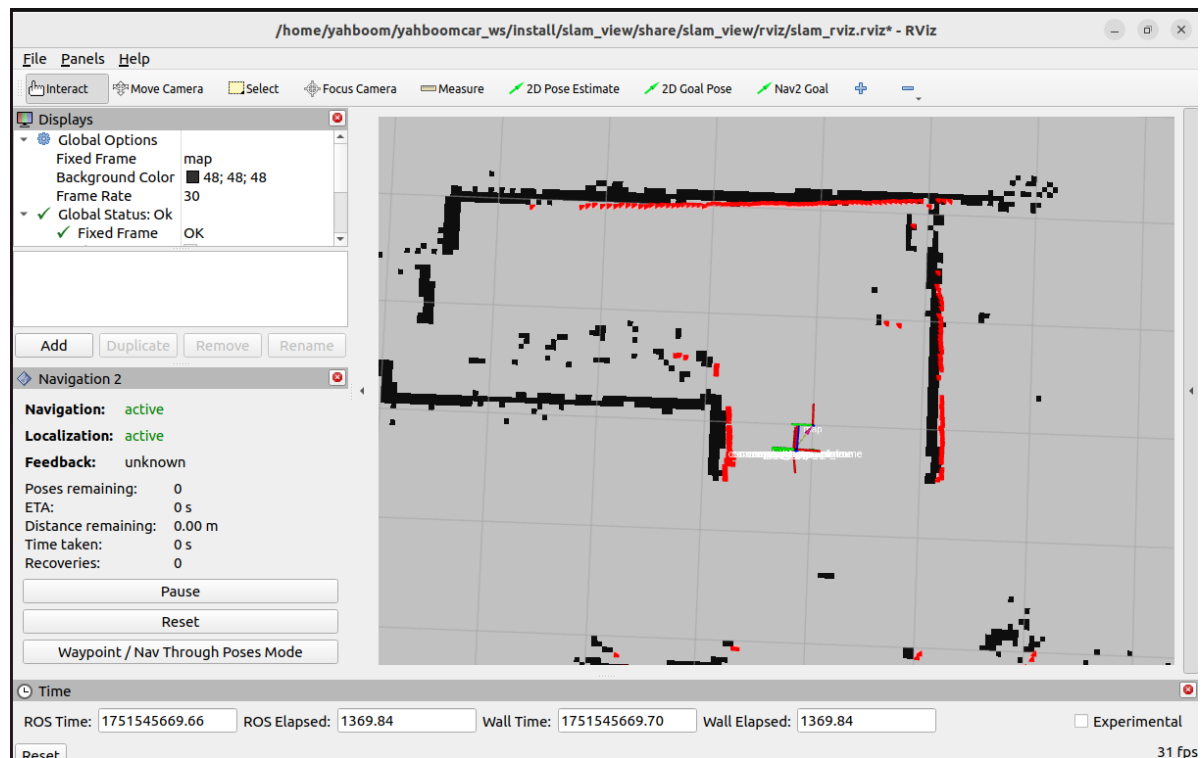 /home/yahboom/yahboomcar_ws/install/slam_view/share/slam_view/rviz/slam_rviz.rviz* - RViz
File Panels Help
Interact Move Camera Select Focus Camera Measure 2D Pose Estimate 2D Goal Pose Nav2 Goal
Displays
Global Options
Fixed Frame map
Background Color 48; 48; 48
Frame Rate 30
Global Status: Ok
Fixed Frame OK
Add Duplicate Remove Rename
Navigation 2
Navigation: active
Localization: active
Feedback: unknown
Poses remaining: 0
ETA: 0 s
Distance remaining: 0.00 m
Time taken: 0 s
Recoveries: 0
Pause
Reset
Waypoint / Nav Through Poses Mode
map
Time
ROS Time: 1751545669.66 ROS Elapsed: 1369.84 Wall Time: 1751545669.70 Wall Elapsed: 1369.84 Experimental
Reset 31 fps